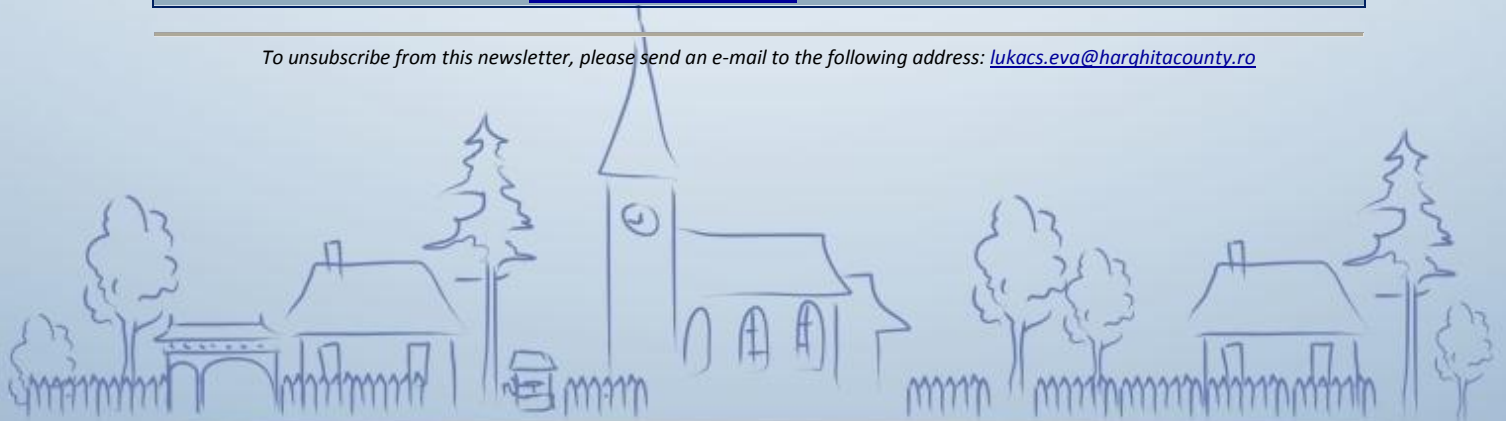 To unsubscribe from this newsletter, please send an e-mail to the following address: lukacs.eva@harghitacounty.ro